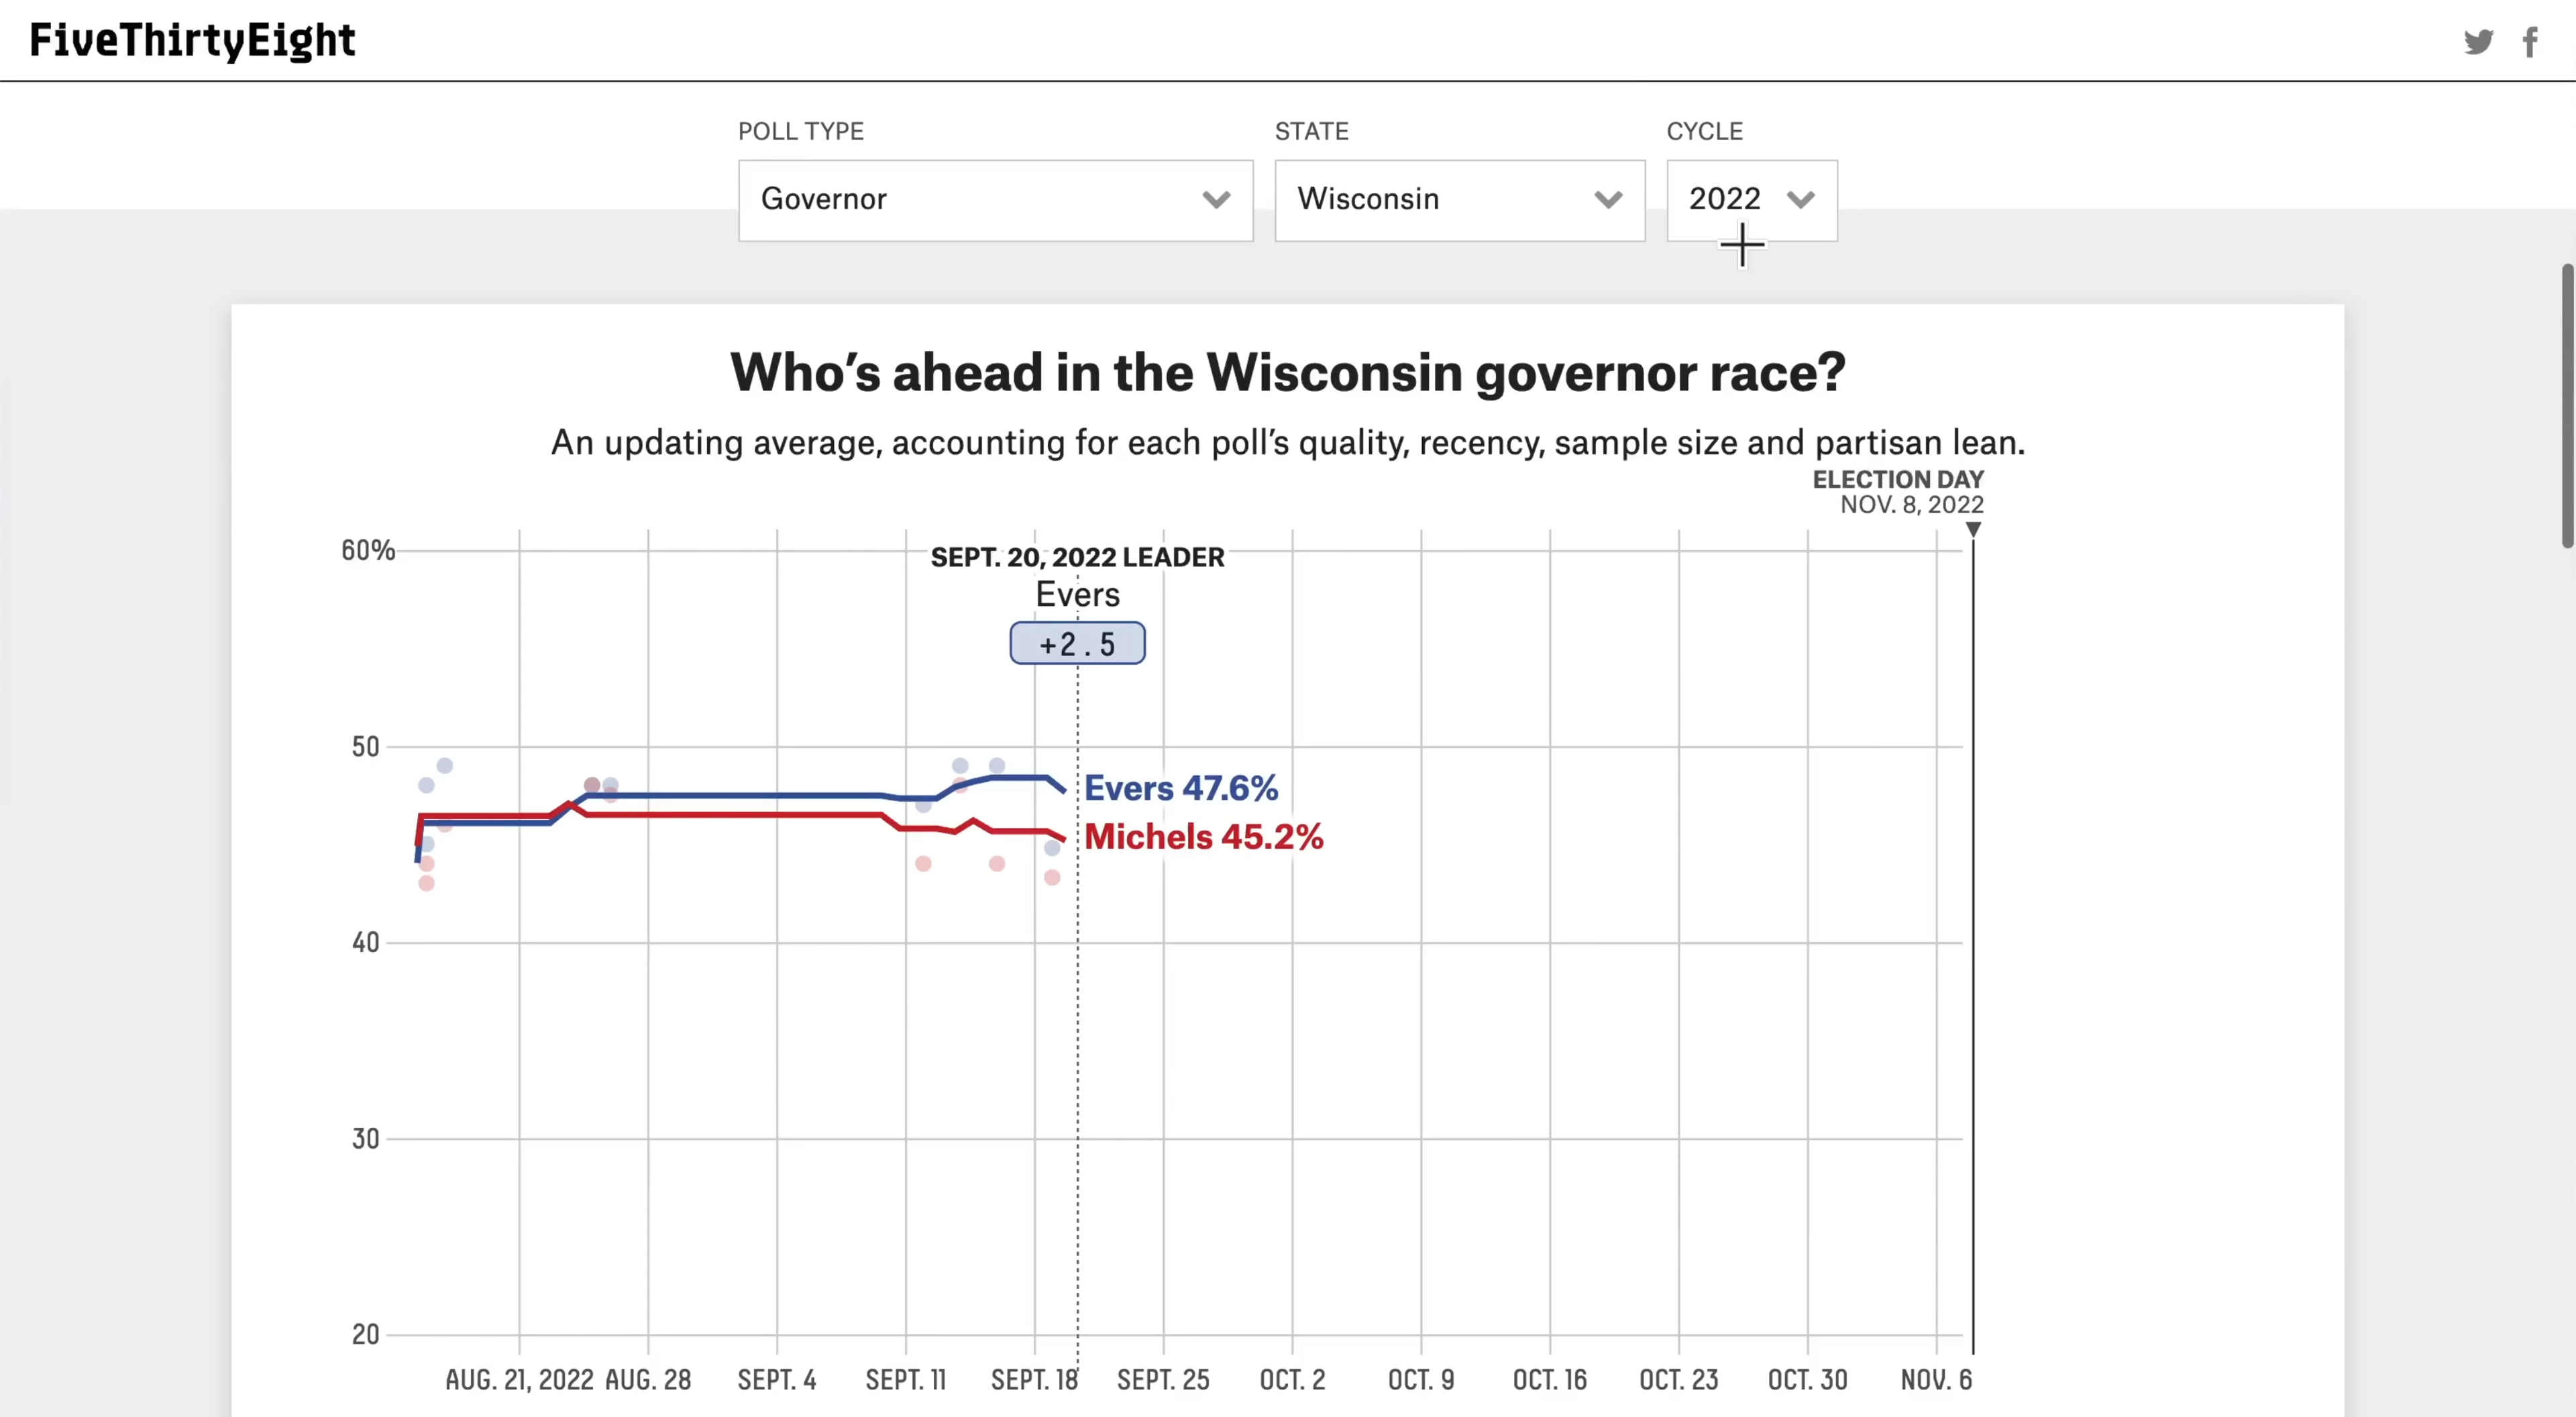 FiveThirtyEight
POLL TYPE
STATE
CYCLE
Governor
Wisconsin
2022
Who's ahead in the Wisconsin governor race?
An updating average, accounting for each poll's quality, recency, sample size and partisan lean.
ELECTION DAY
NOV. 8, 2022
60%
SEPT. 20, 2022 LEADER
Evers
+2.5
50
Evers 47.6%
Michels 45.2%
40
30
20
AUG. 21, 2022 AUG. 28 SEPT. 4 SEPT. 11 SEPT. 18 SEPT. 25 OCT. 2 OCT. 9 OCT. 16 OCT. 23 OCT. 30 NOV. 6